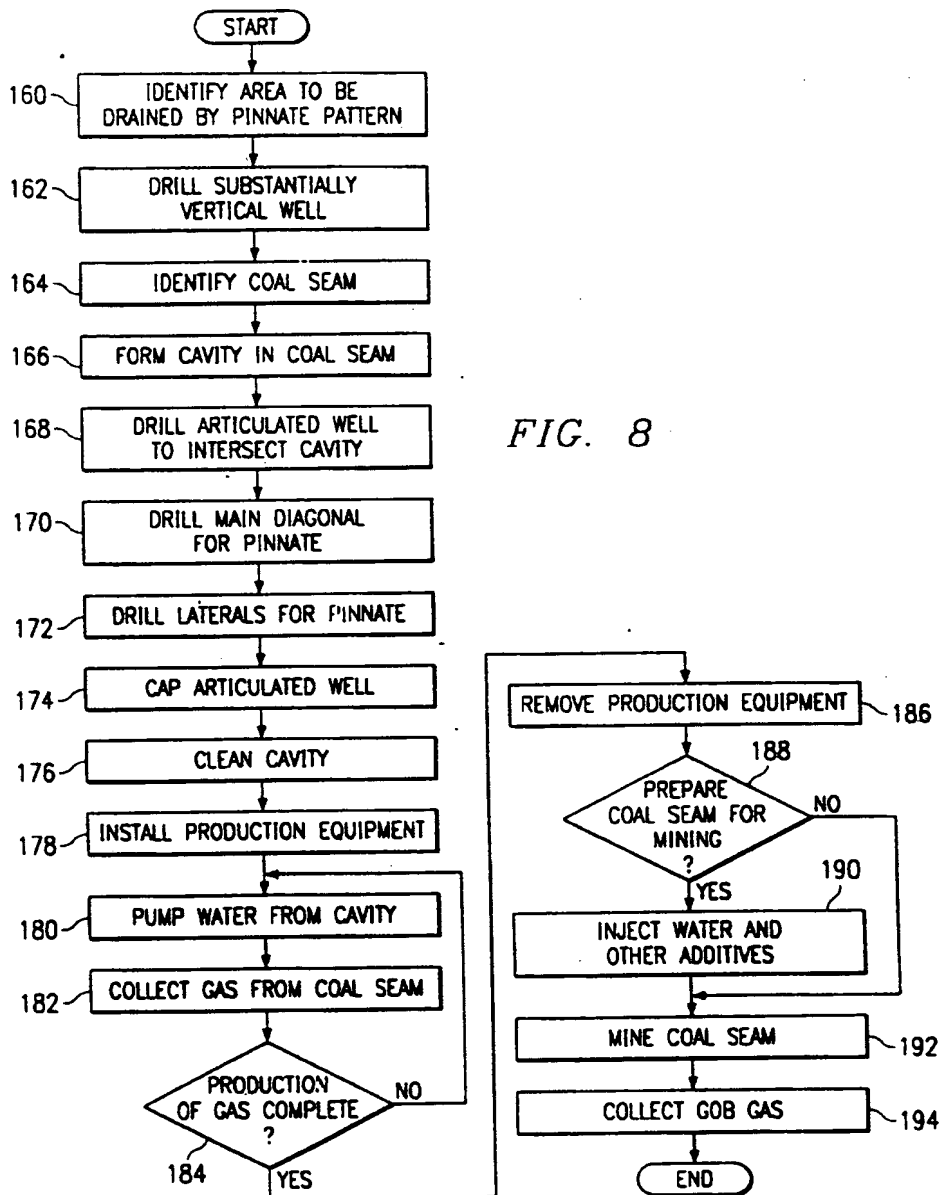 START
160
IDENTIFY AREA TO BE
DRAINED BY PINNATE PATTERN
162
DRILL SUBSTANTIALLY
VERTICAL WELL
164
IDENTIFY COAL SEAM
166
FORM CAVITY IN COAL SEAM
168
DRILL ARTICULATED WELL
TO INTERSECT CAVITY
170
DRILL MAIN DIAGONAL
FOR PINNATE
172
DRILL LATERALS FOR PINNATE
174
CAP ARTICULATED WELL
176
CLEAN CAVITY
178
INSTALL PRODUCTION EQUIPMENT
180
PUMP WATER FROM CAVITY
182
COLLECT GAS FROM COAL SEAM
PRODUCTION
OF GAS COMPLETE
?
NO
184
YES
FIG. 8
REMOVE PRODUCTION EQUIPMENT
186
188
PREPARE
COAL SEAM FOR
MINING
?
NO
YES
190
INJECT WATER AND
OTHER ADDITIVES
MINE COAL SEAM
192
COLLECT GOB GAS
194
END